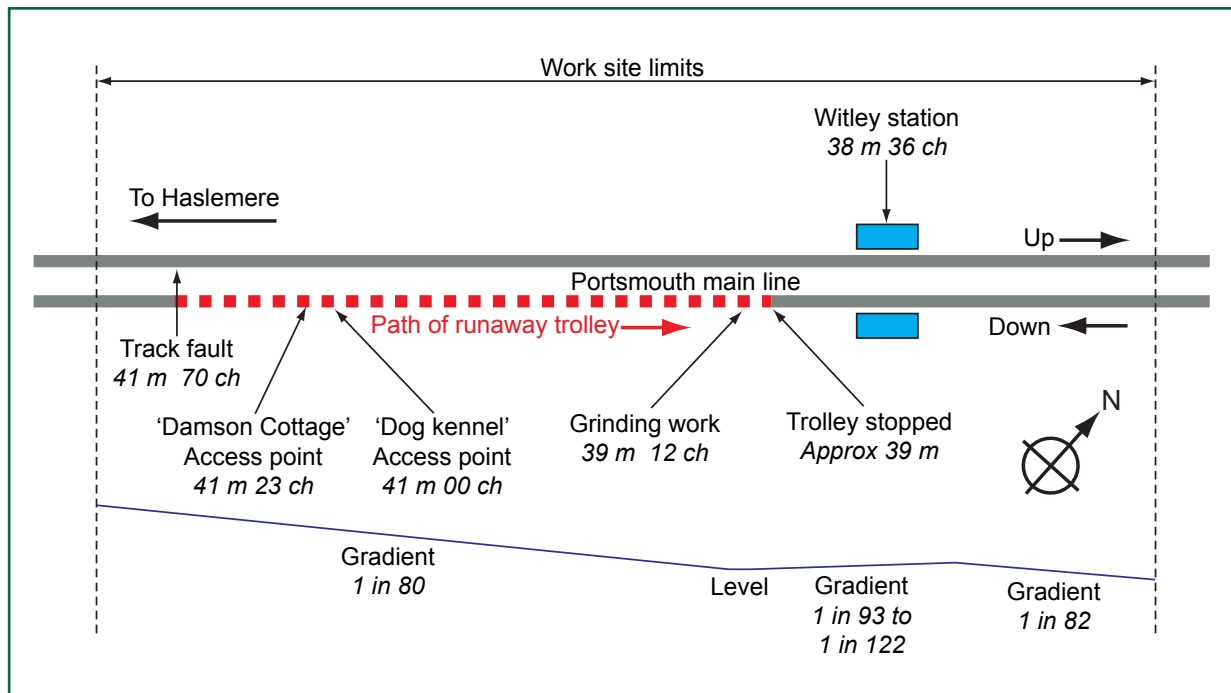 Work site limits
Witley station
38 m 36 ch
To Haslemere
Up
Portsmouth main line
Path of runaway trolley
Down
Track fault
41 m 70 ch
'Damson Cottage'
Access point
41 m 23 ch
'Dog kennel'
Access point
41 m 00 ch
Grinding work
39 m 12 ch
Trolley stopped
Approx 39 m
N
Gradient
1 in 80
Level
Gradient
1 in 93 to
1 in 122
Gradient
1 in 82